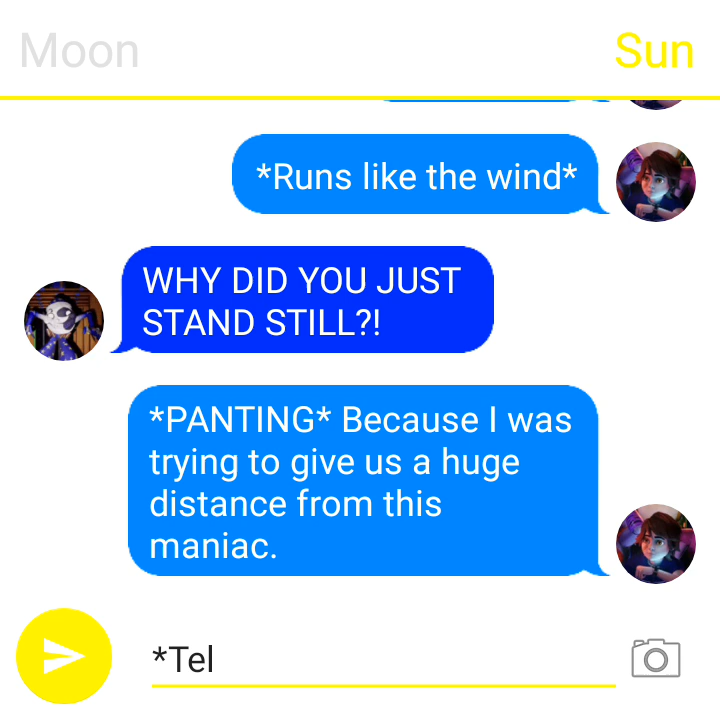 Moon
Sun
*Runs like the wind*
WHY DID YOU JUST
STAND STILL?!
*PANTING* Because I was
trying to give us a huge
distance from this
maniac.
*Tel